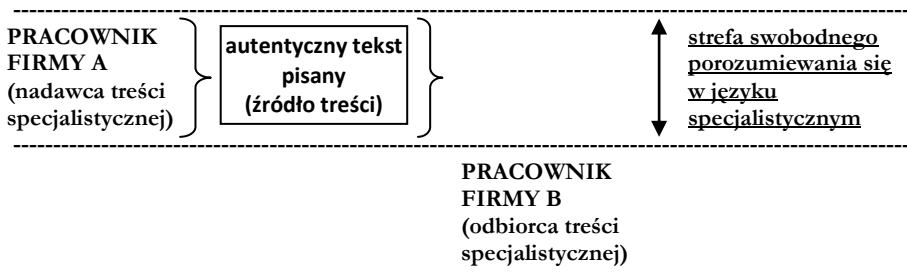 PRACOWNIK
FIRMY A
(nadawca treści
specjalistycznej)
autentyczny tekst
pisany
(źródło treści)
strefa swobodnego
porozumiewania się
w języku
specjalistycznym
PRACOWNIK
FIRMY B
(odbiorca treści
specjalistycznej)